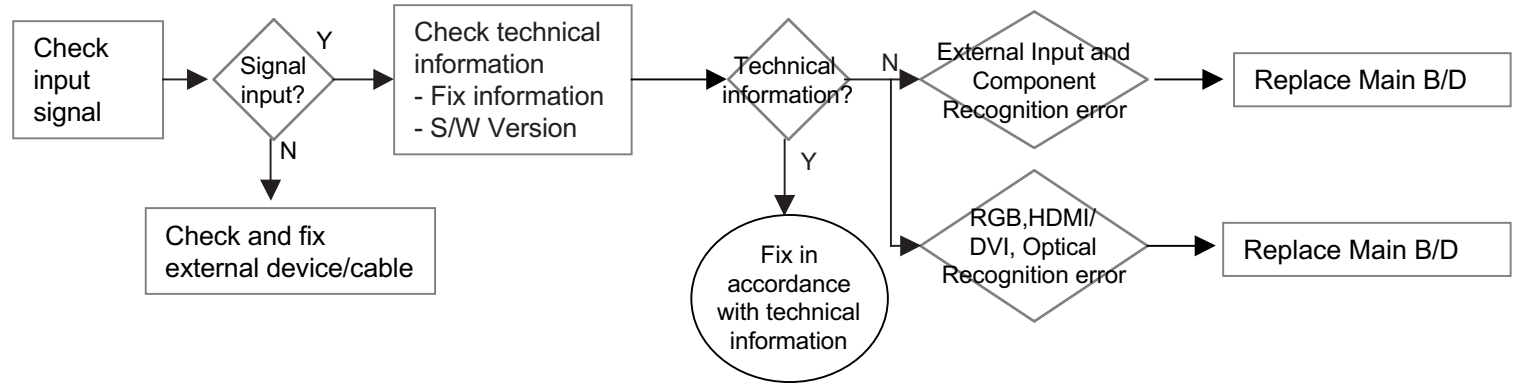 Check
input
signal
Signal
input?
Y
N
Check and fix
external device/cable
Check technical
information
- Fix information
- S/W Version
Technical
information?
Y
Fix in
accordance
with technical
information
N
External Input and
Component
Recognition error
Replace Main B/D
RGB,HDMI/
DVI, Optical
Recognition error
Replace Main B/D